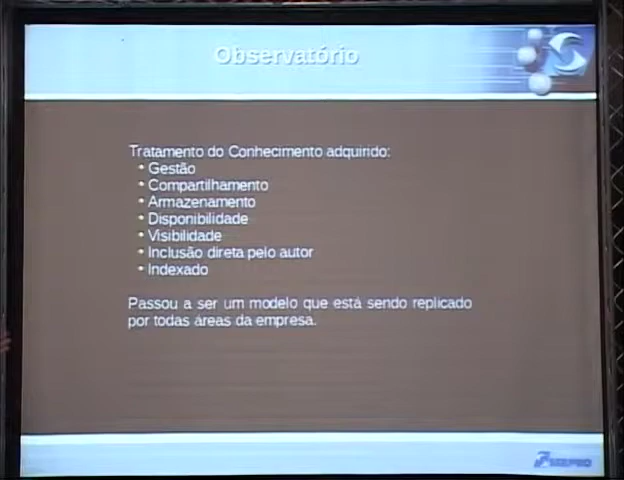 Observatório
Tratamento do Conhecimento adquirido:
• Gestão
• Compartilhamento
• Armazenamento
• Disponibilidade
• Visibilidade
• Inclusão direta pelo autor
• Indexado
Passou a ser um modelo que está sendo replicado
por todas áreas da empresa.